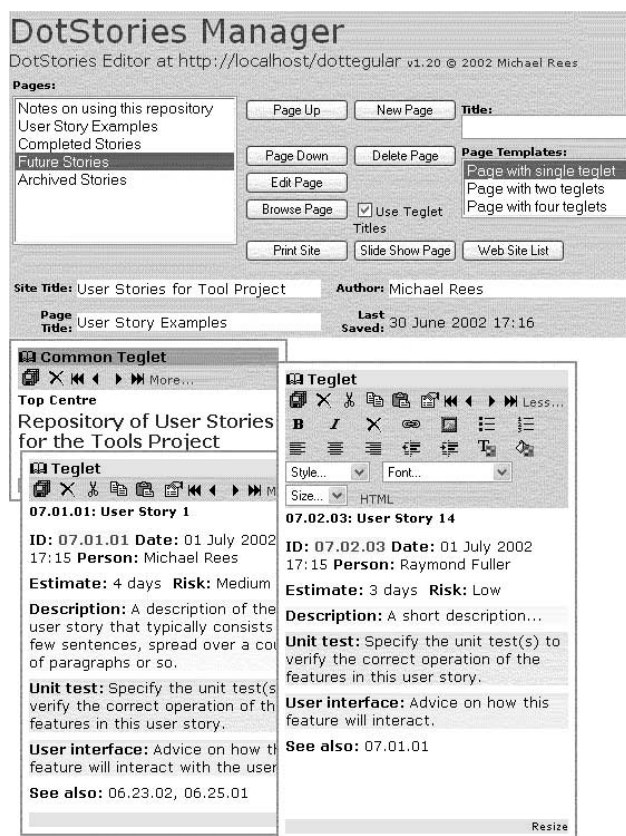 DotStories Manager
DotStories Editor at http://localhost/dottegular v1.20 © 2002 Michael Rees
Pages:
Notes on using this repository
User Story Examples
Completed Stories
Future Stories
Archived Stories
Page Up
New Page
Title:
Page Down
Delete Page
Page Templates:
Page with single teglet
Page with two teglets
Page with four teglets
Edit Page
Browse Page
Use Teglet
Titles
Print Site
Slide Show Page
Web Site List
Site Title: User Stories for Tool Project
Author: Michael Rees
Page
Title: User Story Examples
Last
Saved: 30 June 2002 17:16
Common Teglet
More...
Top Centre
Repository of User Stories
for the Tools Project
Teglet
M
07.01.01: User Story 1
ID: 07.01.01 Date: 01 July 2002
17:15 Person: Michael Rees
Estimate: 4 days Risk: Medium
Description: A description of the
user story that typically consists
few sentences, spread over a cou
of paragraphs or so.
Unit test: Specify the unit test(s
verify the correct operation of th
features in this user story.
User interface: Advice on how th
feature will interact with the user
See also: 06.23.02, 06.25.01
Teglet
Less...
B I
Style...
Font...
Size...
HTML
07.02.03: User Story 14
ID: 07.02.03 Date: 01 July 2002
17:15 Person: Raymond Fuller
Estimate: 3 days Risk: Low
Description: A short description...
Unit test: Specify the unit test(s) to
verify the correct operation of the
features in this user story.
User interface: Advice on how this
feature will interact.
See also: 07.01.01
Resize